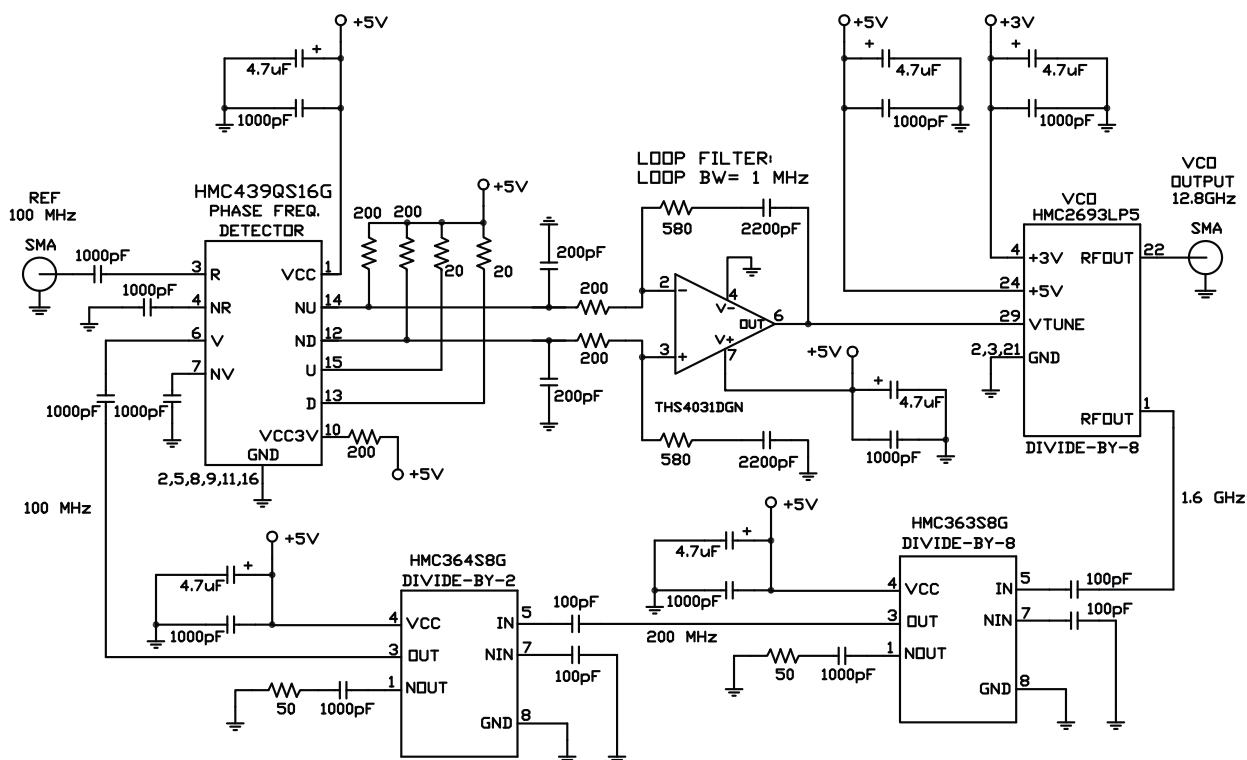 +5V
+5V
+3V
4.7uF
+
+
4.7uF
+
4.7uF
1000pF
1000pF
1000pF
LOOP FILTER:
LOOP BW= 1 MHz
REF
100 MHz
SMA
HMC439QS16G
PHASE FREQ.
DETECTOR
+5V
200
200
20
20
200pF
580
2200pF
VCO
HMC2693LP5
VCO
OUTPUT
12.8GHz
SMA
1000pF
3
R
VCC
1
1000pF
4
NR
NU
14
200
2
-
4
V-
OUT
6
4
+3V
RFOUT
22
24
+5V
6
V
ND
12
200
3
+
V+
7
29
VTUNE
7
NV
U
15
D
13
VCC3V
10
200
GND
2,5,8,9,11,16
+5V
1000pF
1000pF
200pF
THS4031DGN
+5V
+
4.7uF
1000pF
580
2200pF
2,3,21
GND
1
RFOUT
DIVIDE-BY-8
100 MHz
1.6 GHz
+5V
4.7uF
+
1000pF
HMC364S8G
DIVIDE-BY-2
4
VCC
IN
5
100pF
3
OUT
NIN
7
100pF
1
NOUT
50
1000pF
GND
8
200 MHz
+5V
4.7uF
+
1000pF
HMC363S8G
DIVIDE-BY-8
4
VCC
IN
5
100pF
3
OUT
NIN
7
100pF
1
NOUT
50
1000pF
GND
8